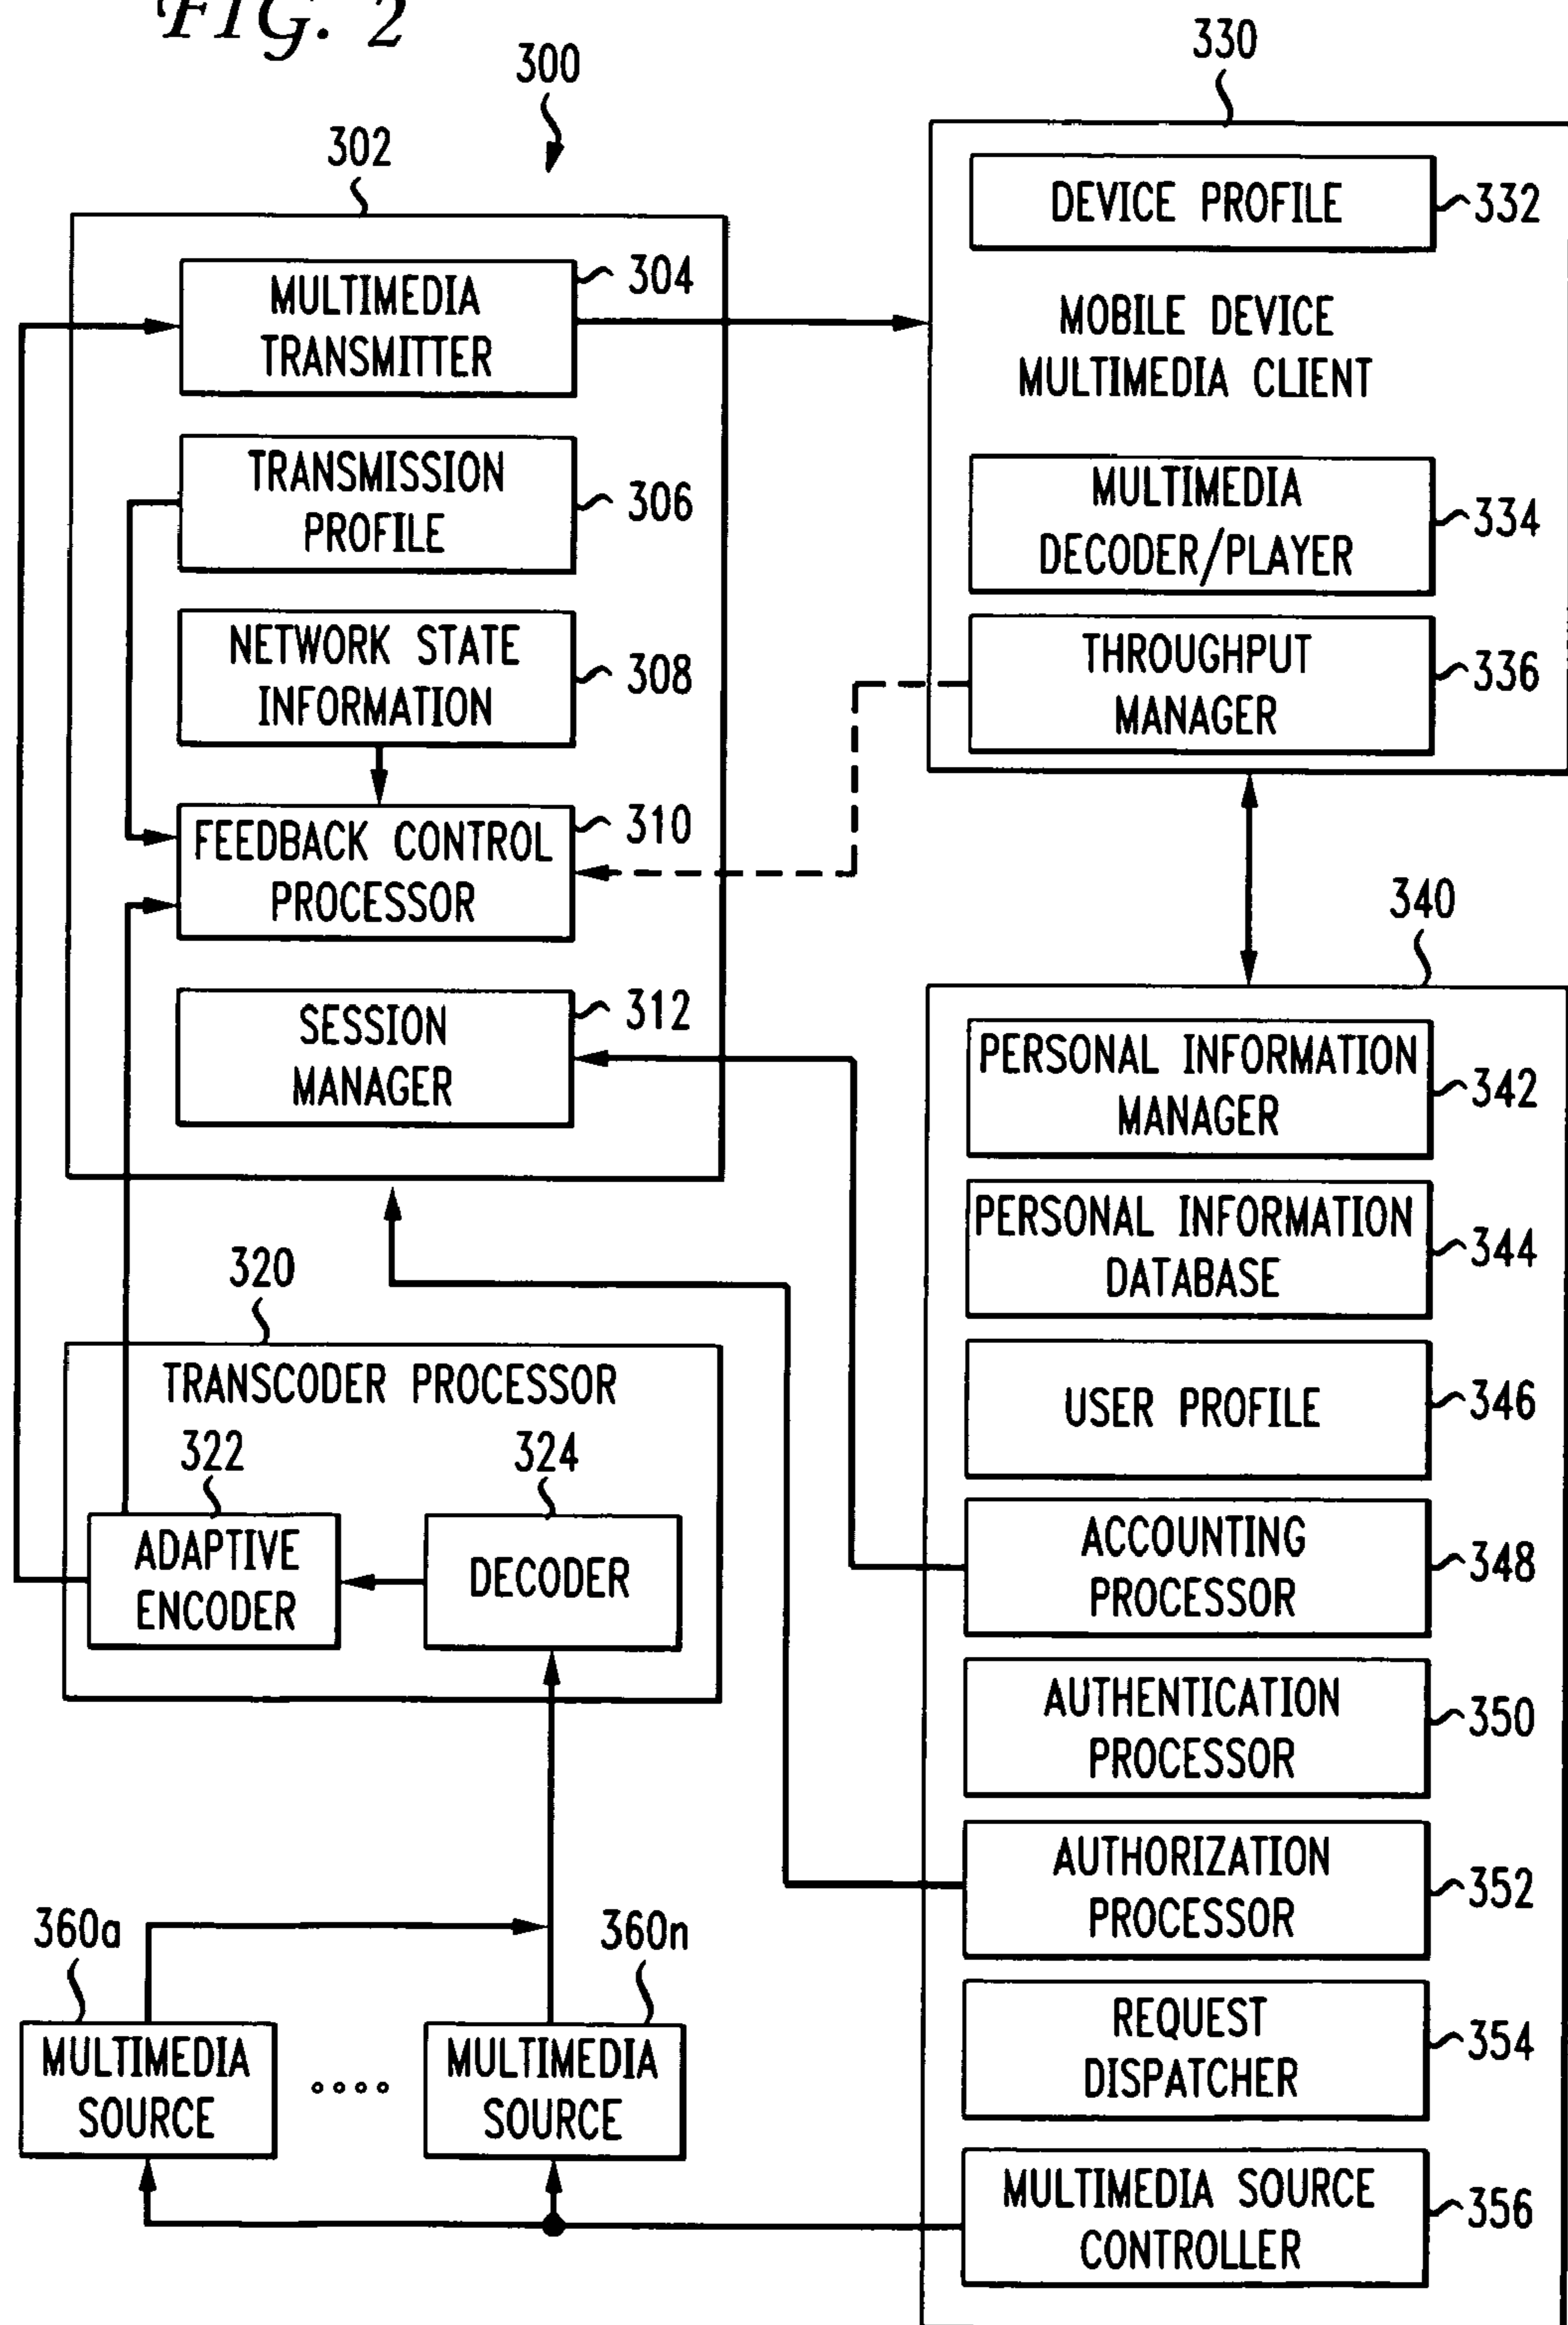 FIG. 2
300
302
MULTIMEDIA
TRANSMITTER
304
TRANSMISSION
PROFILE
306
NETWORK STATE
INFORMATION
308
FEEDBACK CONTROL
PROCESSOR
310
SESSION
MANAGER
312
320
TRANSCODER PROCESSOR
322
ADAPTIVE
ENCODER
324
DECODER
360a
MULTIMEDIA
SOURCE
360n
MULTIMEDIA
SOURCE
330
DEVICE PROFILE
332
MOBILE DEVICE
MULTIMEDIA CLIENT
MULTIMEDIA
DECODER/PLAYER
334
THROUGHPUT
MANAGER
336
340
PERSONAL INFORMATION
MANAGER
342
PERSONAL INFORMATION
DATABASE
344
USER PROFILE
346
ACCOUNTING
PROCESSOR
348
AUTHENTICATION
PROCESSOR
350
AUTHORIZATION
PROCESSOR
352
REQUEST
DISPATCHER
354
MULTIMEDIA SOURCE
CONTROLLER
356